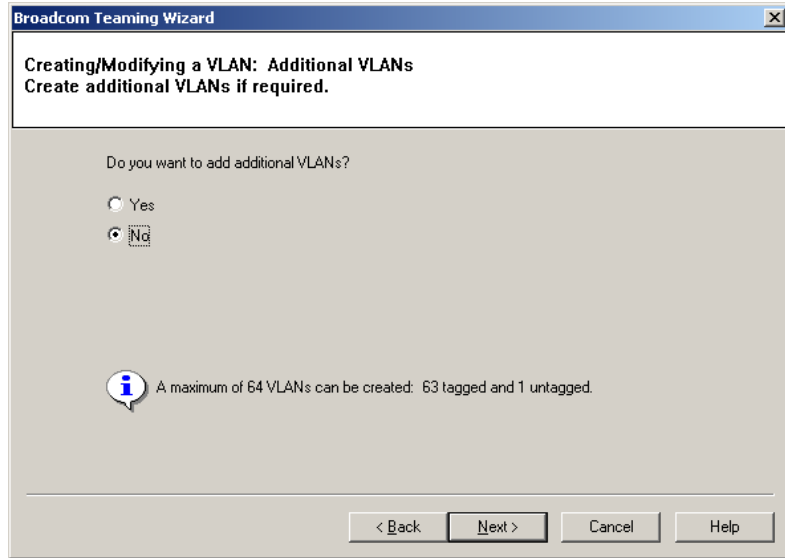 Broadcom Teaming Wizard
Creating/Modifying a VLAN: Additional VLANs
Create additional VLANs if required.
Do you want to add additional VLANs?
Yes
No
A maximum of 64 VLANs can be created: 63 tagged and 1 untagged.
< Back
Next >
Cancel
Help